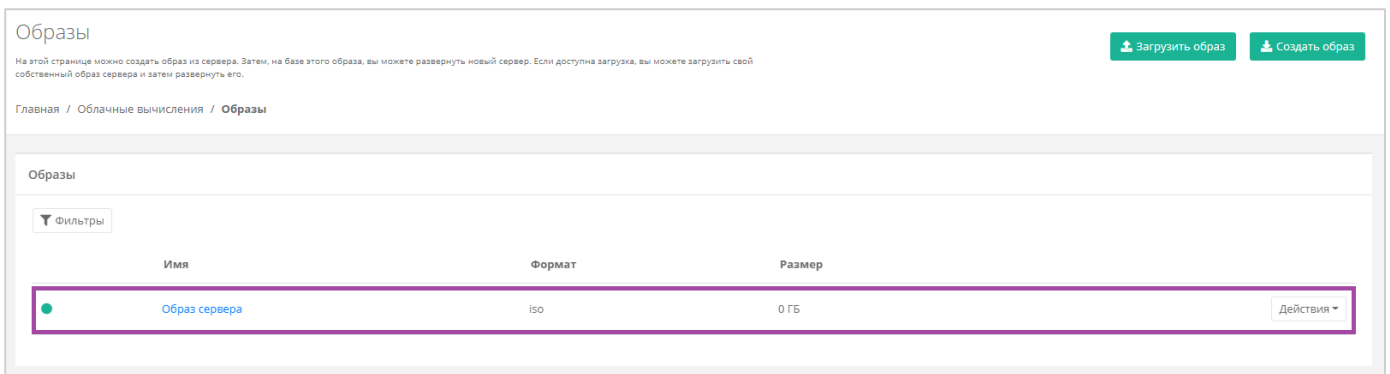 Образы
Загрузить образ
Создать образ
На этой странице можно создать образ из сервера. Затем, на базе этого образа, вы можете развернуть новый сервер. Если доступна загрузка, вы можете загрузить свой
собственный образ сервера и затем развернуть его.
Главная / Облачные вычисления / Образы
Образы
Фильтры
Имя Формат Размер
Образ сервера iso 0 ГБ Действия